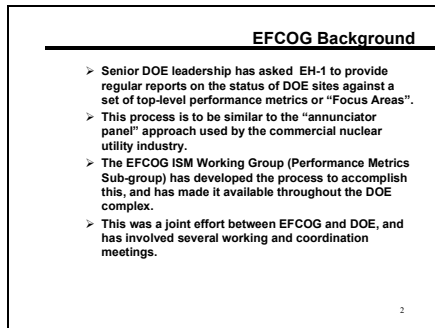 EFCOG Background
➢ Senior DOE leadership has asked EH-1 to provide
regular reports on the status of DOE sites against a
set of top-level performance metrics or “Focus Areas”.
➢ This process is to be similar to the “annunciator
panel” approach used by the commercial nuclear
utility industry.
➢ The EFCOG ISM Working Group (Performance Metrics
Sub-group) has developed the process to accomplish
this, and has made it available throughout the DOE
complex.
➢ This was a joint effort between EFCOG and DOE, and
has involved several working and coordination
meetings.
2